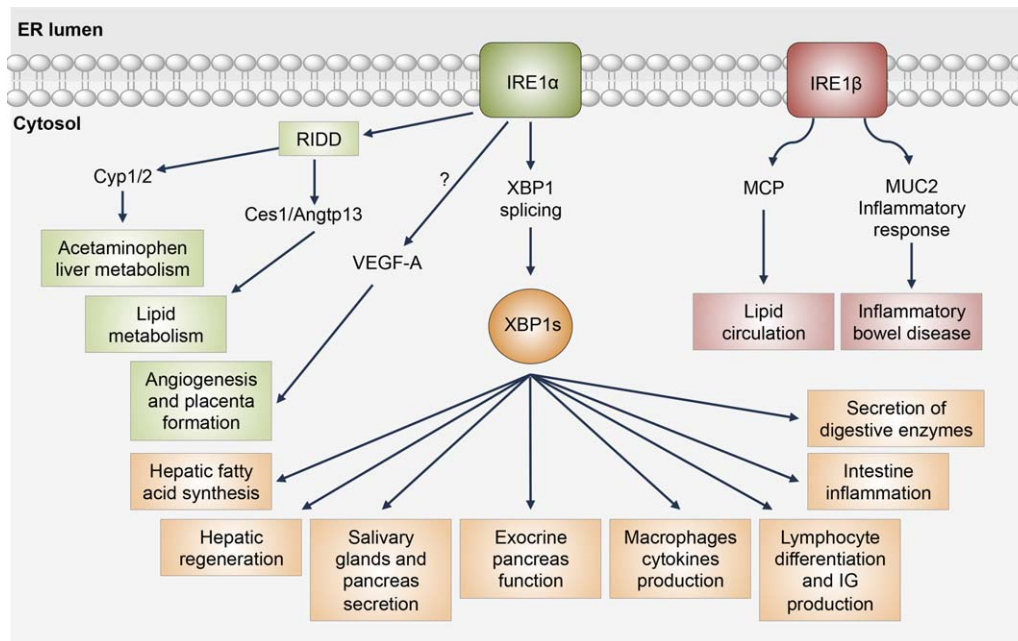 ER lumen
IRE1α
IRE1β
Cytosol
RIDD
Cyp1/2
?
XBP1
splicing
MCP
MUC2
Inflammatory
response
Ces1/Angtp13
Acetaminophen
liver metabolism
VEGF-A
Lipid
metabolism
XBP1s
Lipid
circulation
Inflammatory
bowel disease
Angiogenesis
and placenta
formation
Secretion of
digestive enzymes
Hepatic fatty
acid synthesis
Intestine
inflammation
Hepatic
regeneration
Salivary
glands and
pancreas
secretion
Exocrine
pancreas
function
Macrophages
cytokines
production
Lymphocyte
differentiation
and IG
production